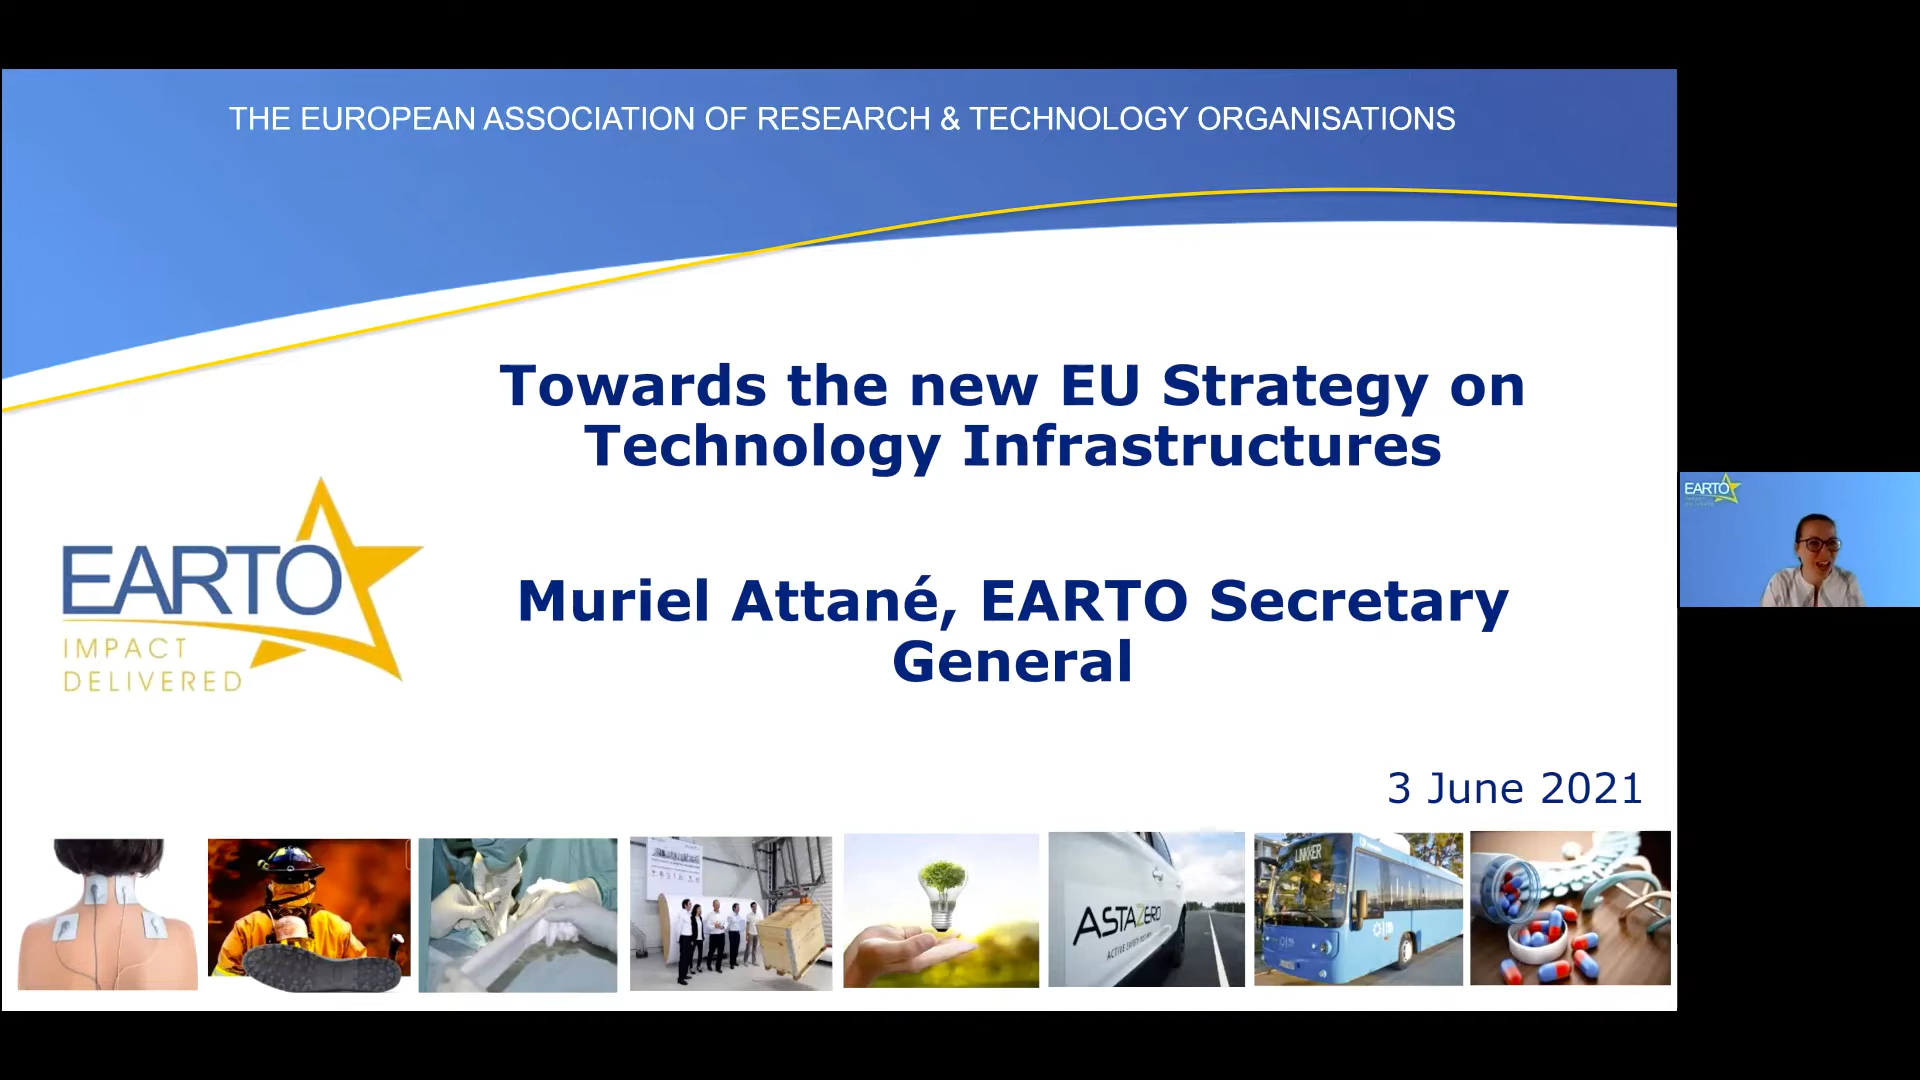 THE EUROPEAN ASSOCIATION OF RESEARCH & TECHNOLOGY ORGANISATIONS
Towards the new EU Strategy on
Technology Infrastructures
EARTO
IMPACT
DELIVERED
Muriel Attané, EARTO Secretary
General
3 June 2021
EARTO
ASTAZERO
LINKKER